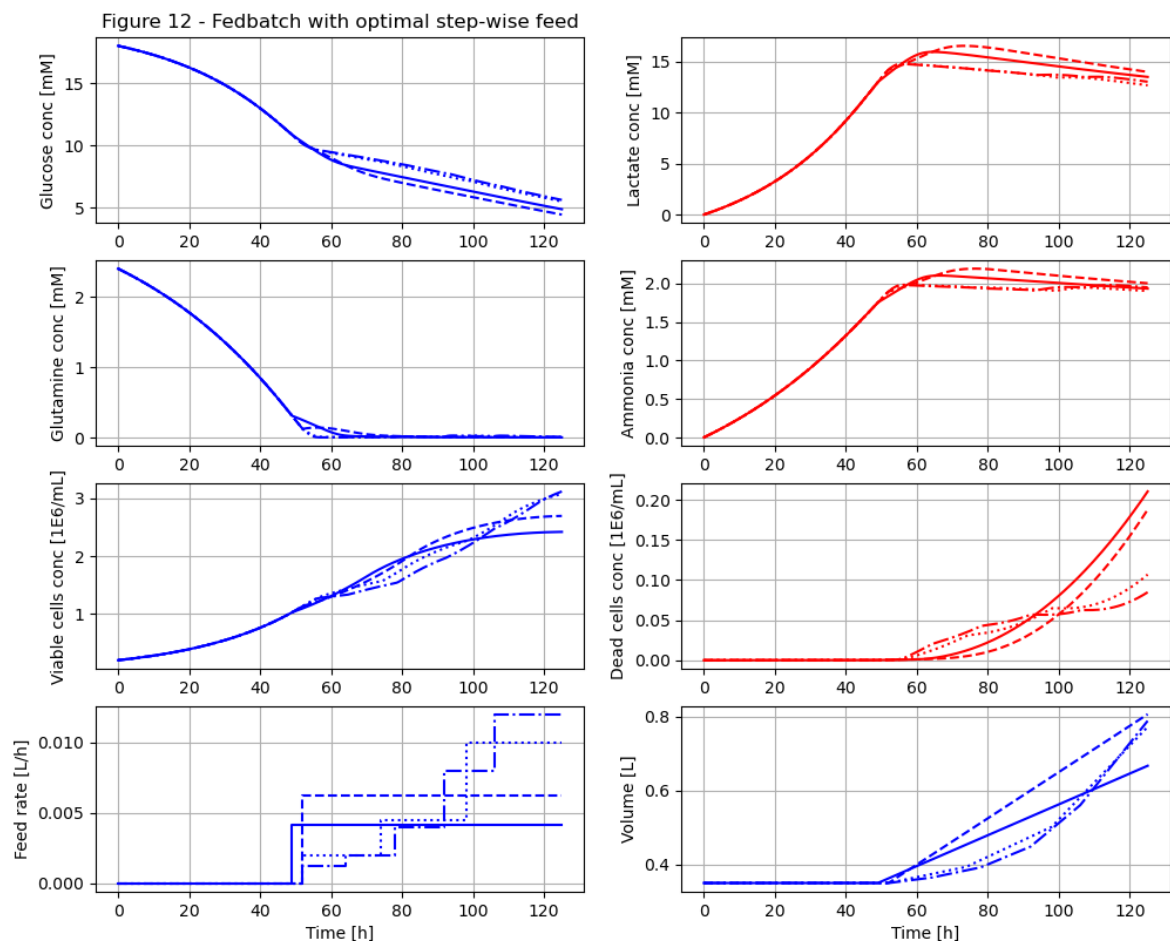 Figure 12 - Fedbatch with optimal step-wise feed
Glucose conc [mM]
15
10
5
0 20 40 60 80 100 120
Lactate conc [mM]
15
10
5
0
0 20 40 60 80 100 120
Glutamine conc [mM]
2
1
0
0 20 40 60 80 100 120
Ammonia conc [mM]
2.0
1.5
1.0
0.5
0.0
0 20 40 60 80 100 120
Viable cells conc [1E6/mL]
3
2
1
0 20 40 60 80 100 120
Dead cells conc [1E6/mL]
0.20
0.15
0.10
0.05
0.00
0 20 40 60 80 100 120
Feed rate [L/h]
0.010
0.005
0.000
0 20 40 60 80 100 120
Time [h]
Volume [L]
0.8
0.6
0.4
0 20 40 60 80 100 120
Time [h]